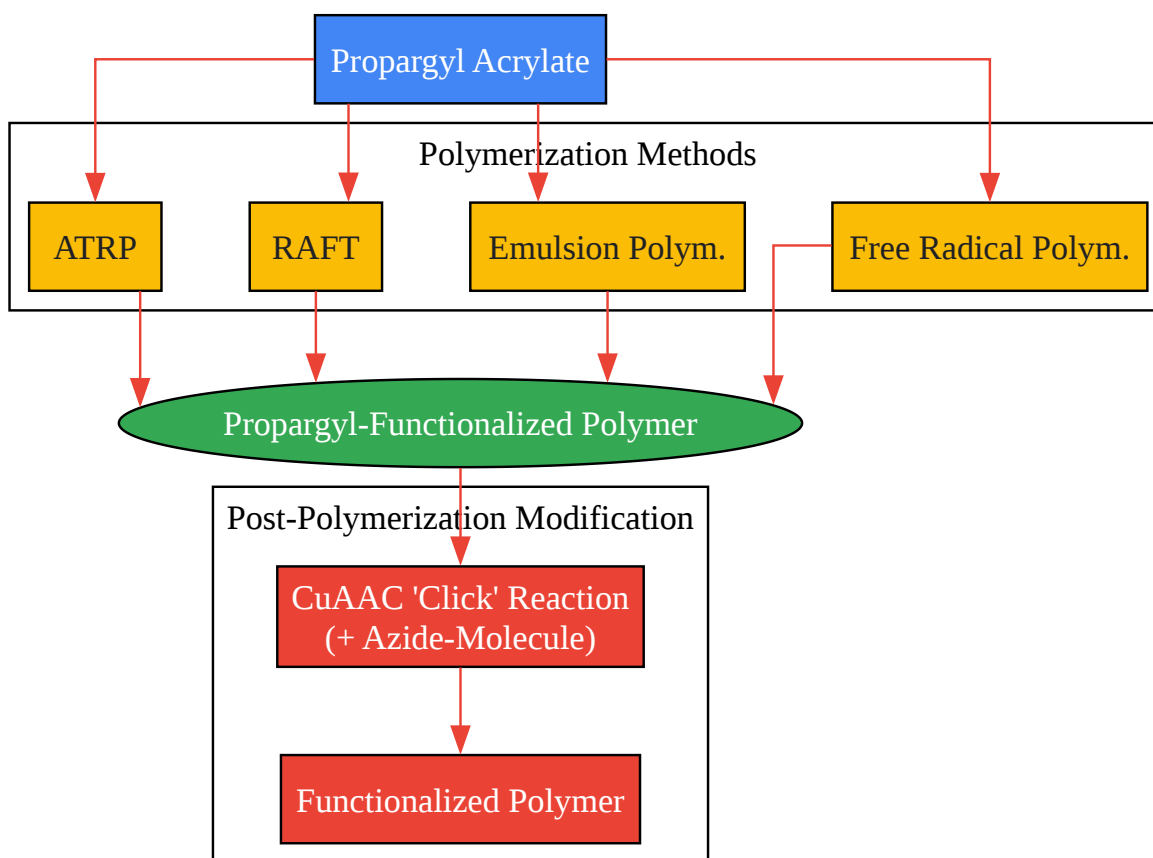 Propargyl Acrylate
Polymerization Methods
ATRP
RAFT
Emulsion Polym.
Free Radical Polym.
Propargyl-Functionalized Polymer
Post-Polymerization Modification
CuAAC 'Click' Reaction
(+ Azide-Molecule)
Functionalized Polymer